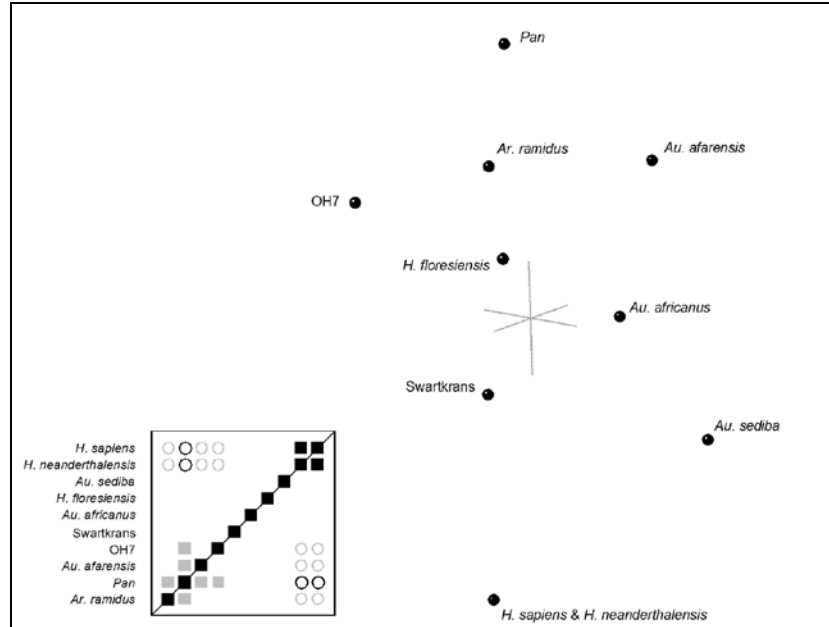 Pan
Ar. ramidus
Au. afarensis
OH7
H. floresiensis
Au. africanus
Swartkrans
Au. sediba
H. sapiens
H. neanderthalensis
Au. sediba
H. floresiensis
Au. africanus
Swartkrans
OH7
Au. afarensis
Pan
Ar. ramidus
H. sapiens & H. neanderthalensis